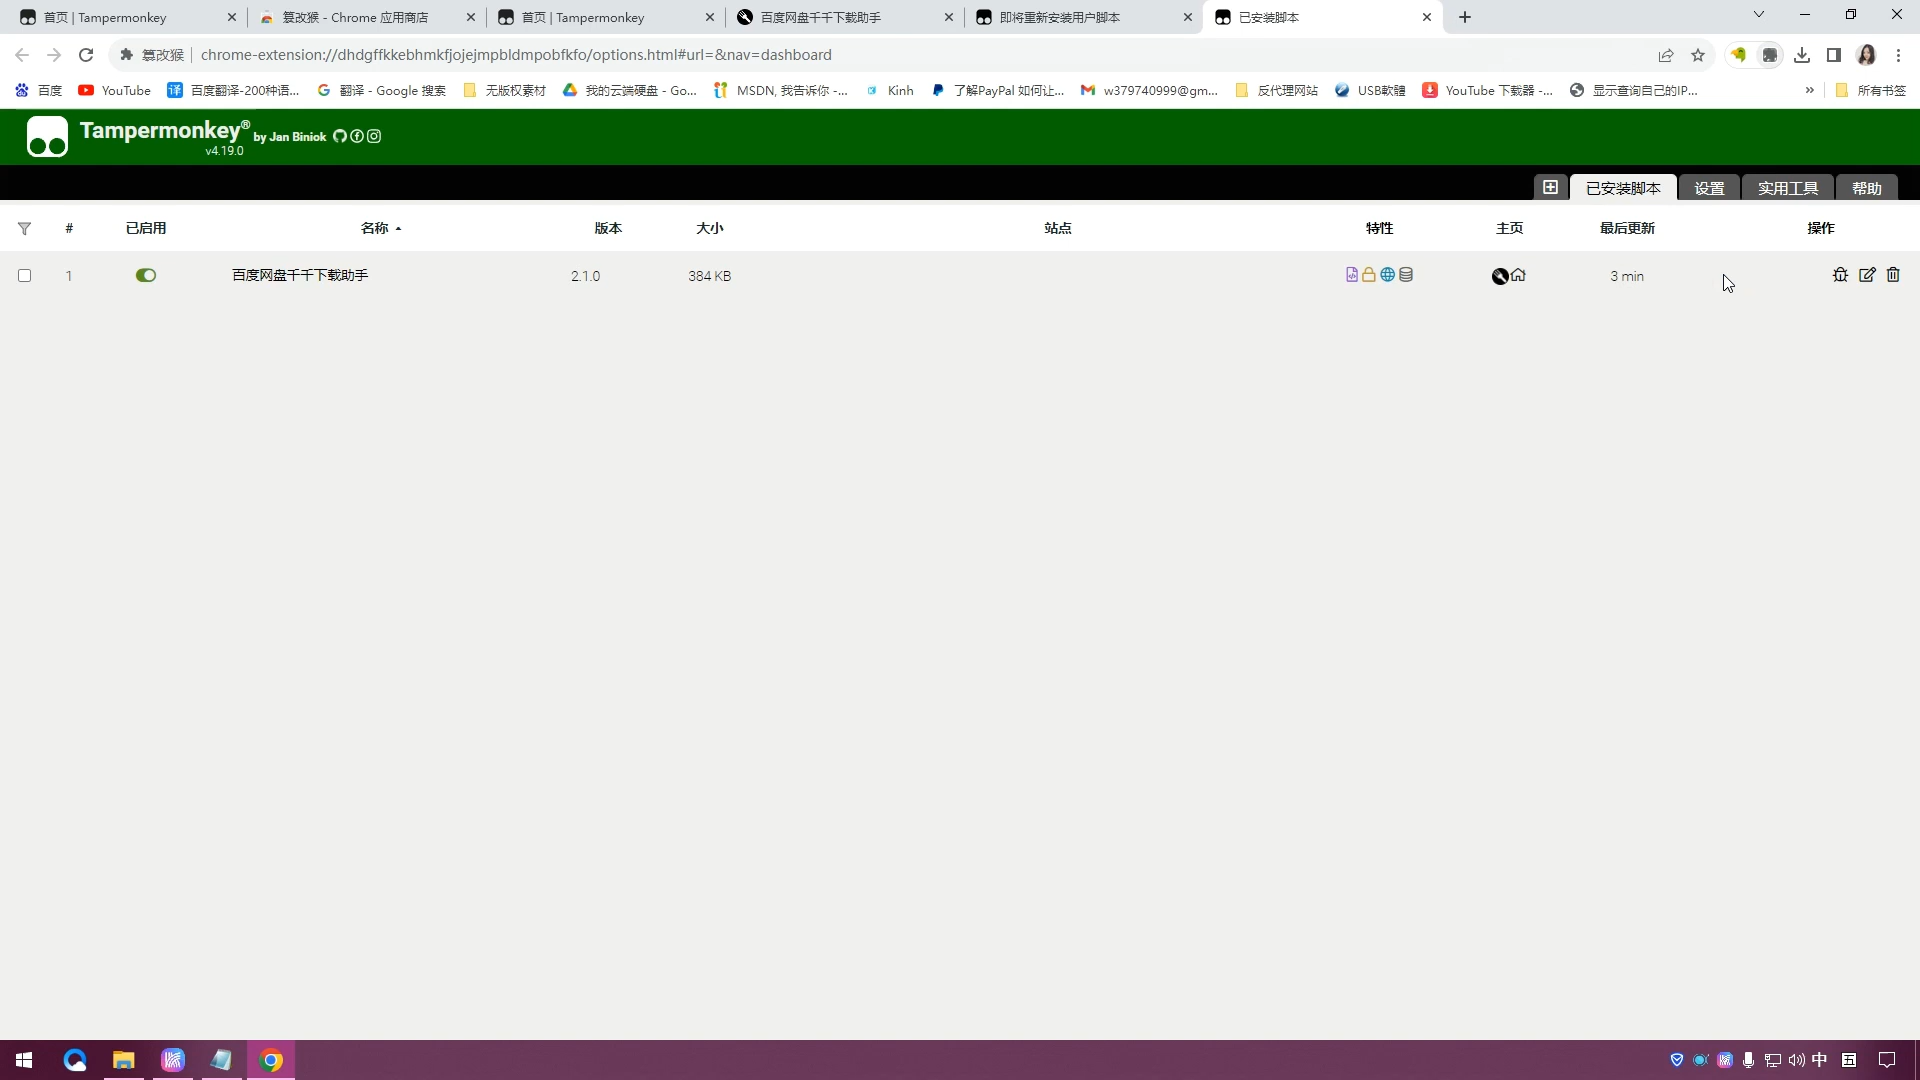 首页 | Tampermonkey
篡改猴 - Chrome 应用商店
首页 | Tampermonkey
百度网盘千千下载助手
即将重新安装用户脚本
已安装脚本
篡改猴
chrome-extension://dhdgffkkebhmkfjojejmpbldmpobfkfo/options.html#url=&nav=dashboard
百度
YouTube
译 百度翻译-200种语...
翻译 - Google 搜索
无版权素材
我的云端硬盘 - Go...
MSDN, 我告诉你 -...
Kinh
了解PayPal 如何让...
w379740999@gm...
反代理网站
USB軟體
YouTube 下载器 -...
显示查询自己的IP...
»
所有书签
Tampermonkey® by Jan Biniok
v4.19.0
已安装脚本
设置
实用工具
帮助
# 已启用 名称 版本 大小 站点 特性 主页 最后更新 操作
1 百度网盘千千下载助手 2.1.0 384 KB 3 min
中 五